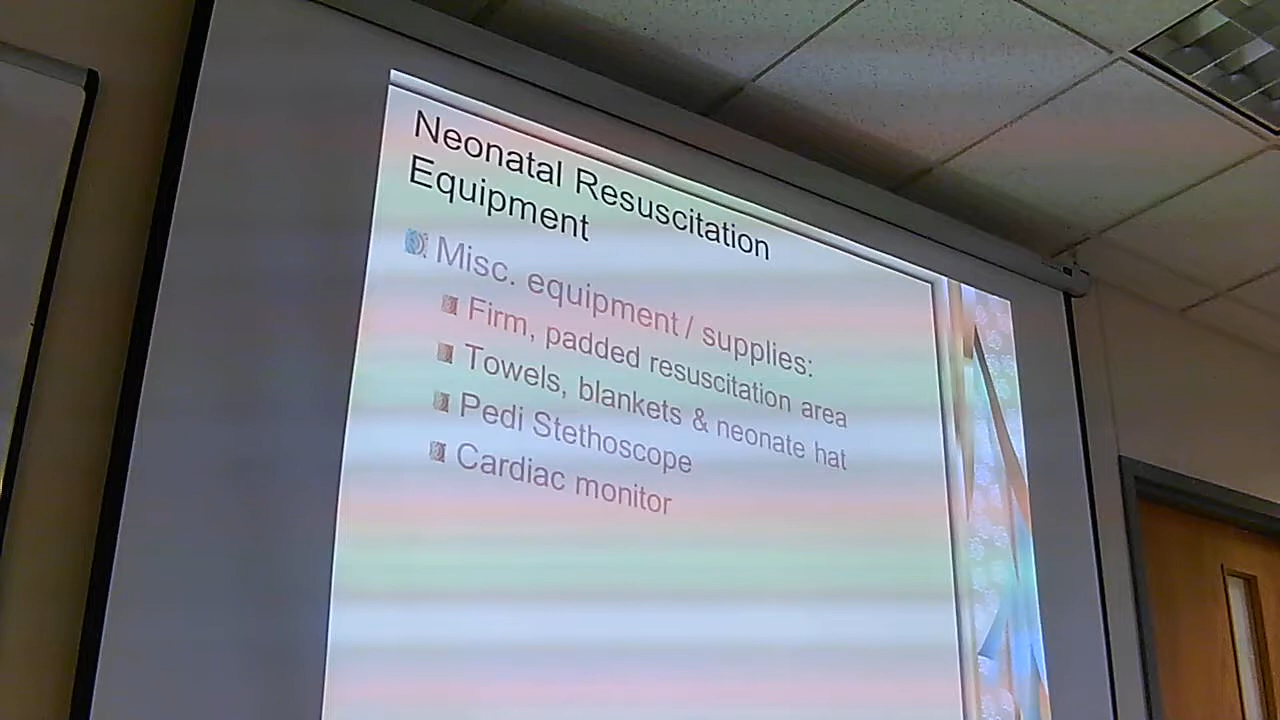 Neonatal Resuscitation
Equipment
Misc. equipment / supplies:
Firm, padded resuscitation area
Towels, blankets & neonate hat
Pedi Stethoscope
Cardiac monitor